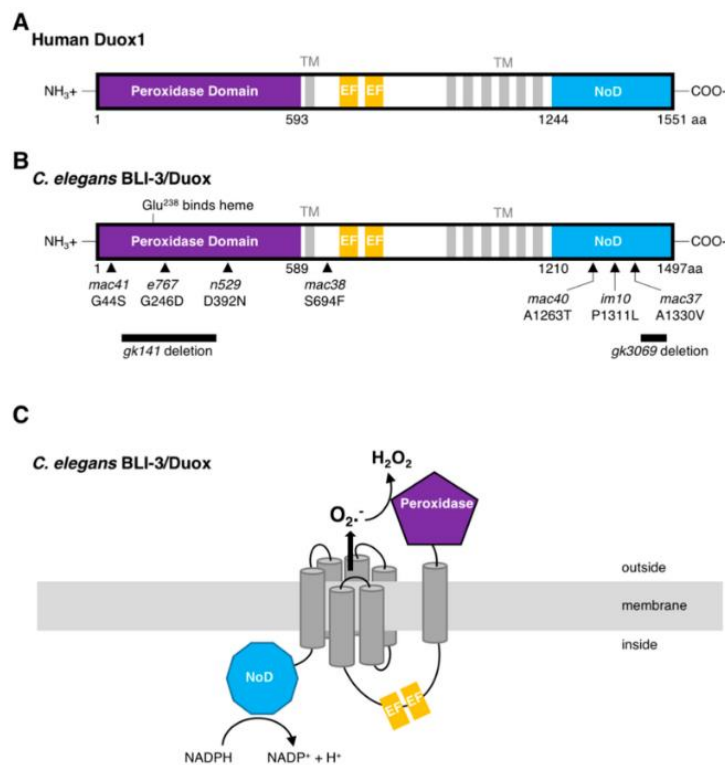 A
Human Duox1
TM TM
NH3+ Peroxidase Domain EF EF NoD COO-
1 593 1244 1551 aa
B
C. elegans BLI-3/Duox
Glu238 binds heme
TM TM
NH3+ Peroxidase Domain EF EF NoD COO-
1 589 1210 1497aa
mac41 e767 n529 mac38 mac40 im10 mac37
G44S G246D D392N S694F A1263T P1311L A1330V
gk141 deletion gk3069 deletion
C
C. elegans BLI-3/Duox
H2O2
Peroxidase
O2.-
outside
membrane
inside
NoD
EF EF
NADPH NADP+ + H+